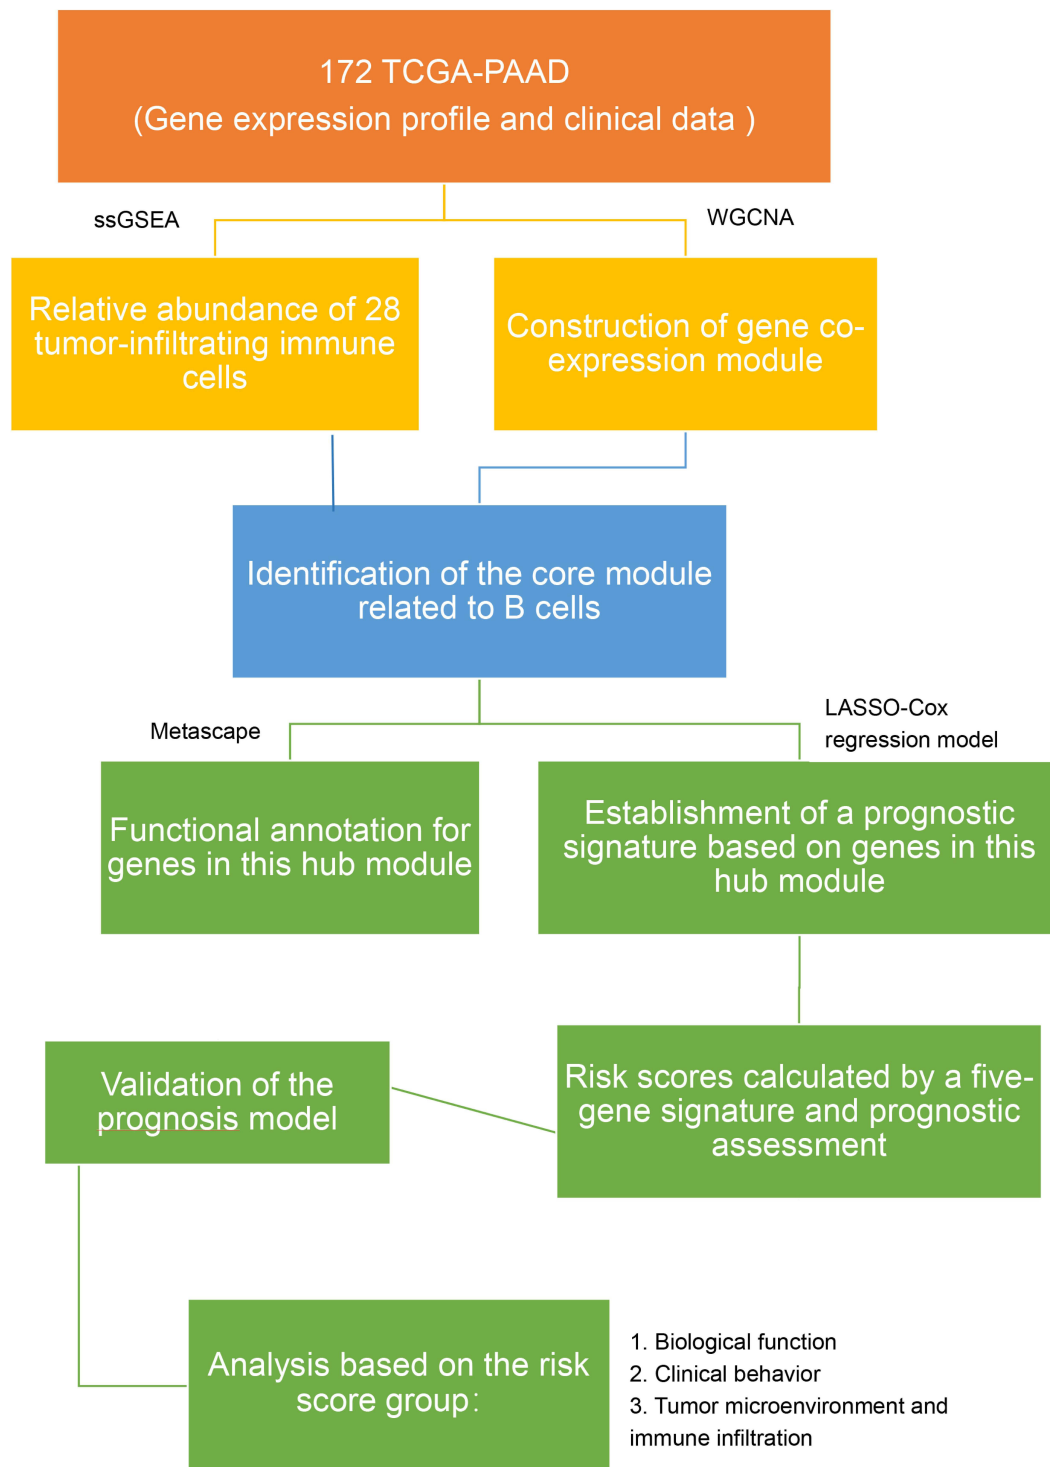 172 TCGA-PAAD
(Gene expression profile and clinical data )
ssGSEA
WGCNA
Relative abundance of 28
tumor-infiltrating immune
cells
Construction of gene co-
expression module
Identification of the core module
related to B cells
Metascape
LASSO-Cox
regression model
Functional annotation for
genes in this hub module
Establishment of a prognostic
signature based on genes in this
hub module
Validation of the
prognosis model
Risk scores calculated by a five-
gene signature and prognostic
assessment
Analysis based on the risk
score group:
1. Biological function
2. Clinical behavior
3. Tumor microenvironment and
immune infiltration